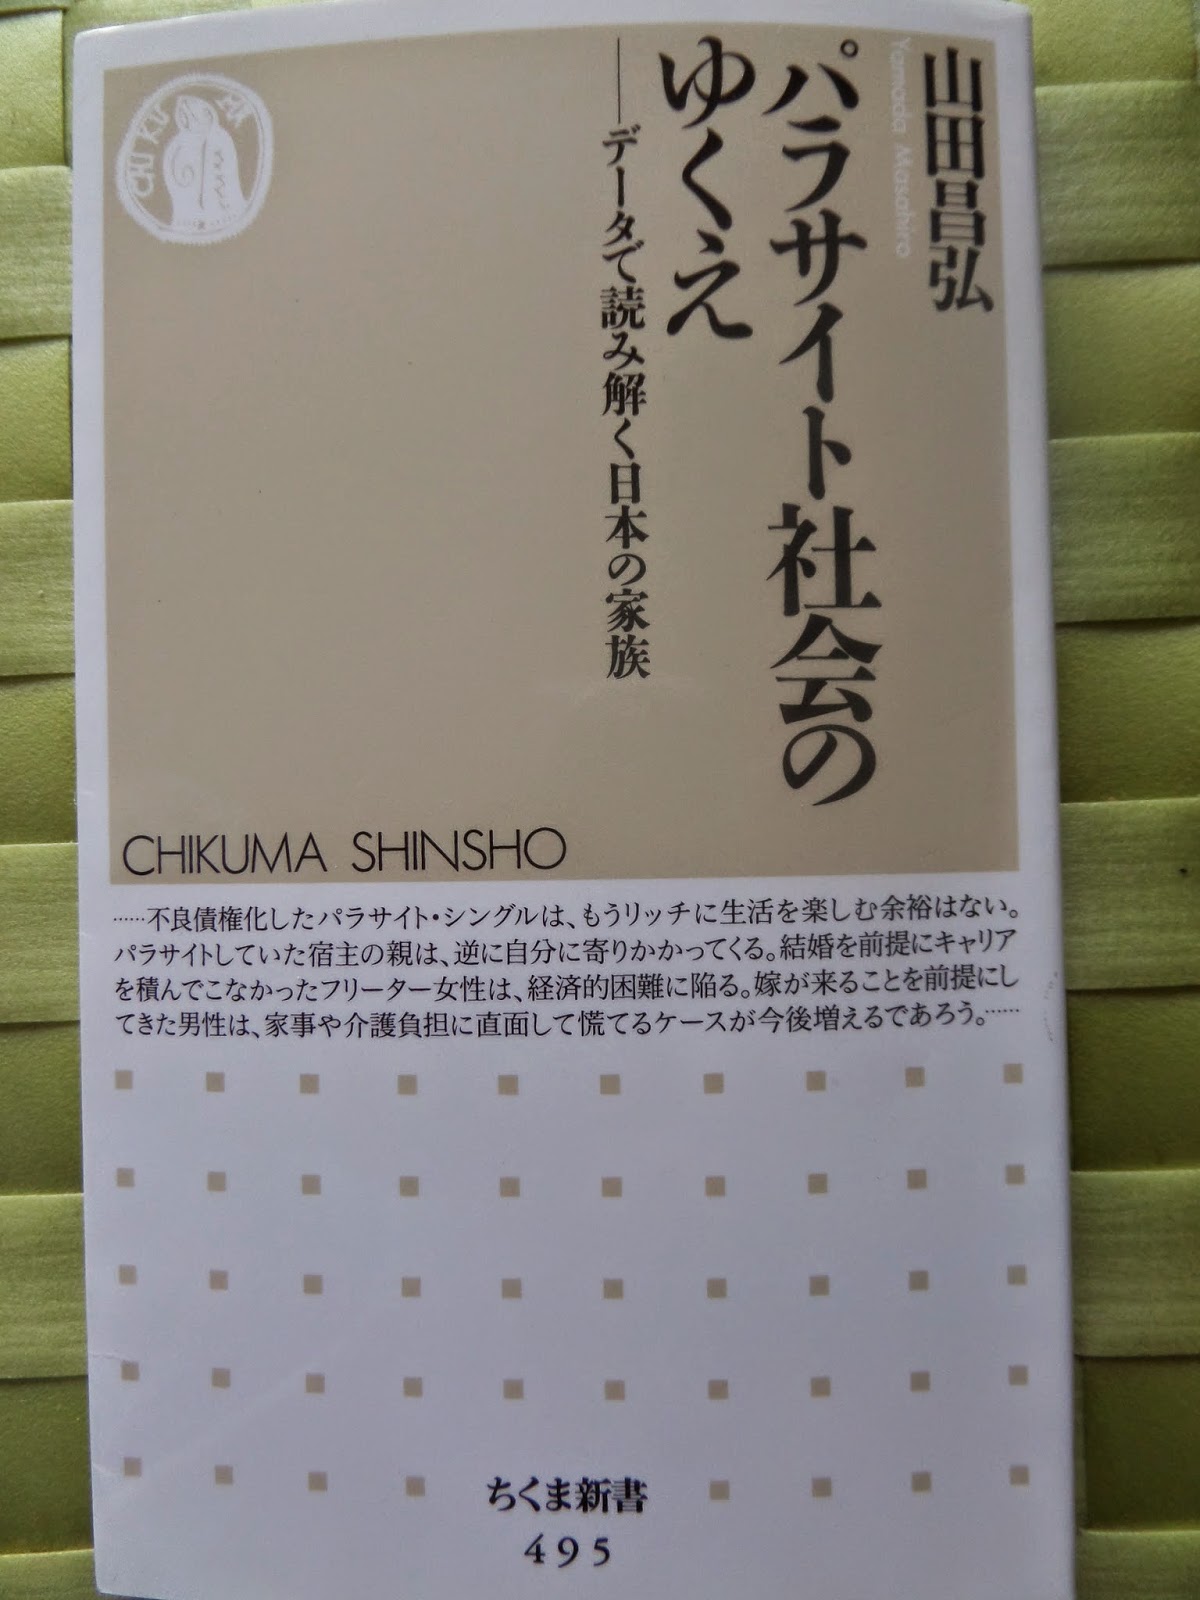 山田昌弘
Yamada Masahiro
パラサイト社会の
ゆくえ
──データで読み解く日本の家族
CHIKUMA
CHIKUMA SHINSHO
……不良債権化したパラサイト・シングルは、もうリッチに生活を楽しむ余裕はない。
パラサイトしていた宿主の親は、逆に自分に寄りかかってくる。結婚を前提にキャリア
を積んでこなかったフリーター女性は、経済的困難に陥る。嫁が来ることを前提にし
てきた男性は、家事や介護負担に直面して慌てるケースが今後増えるであろう。……
ちくま新書
495